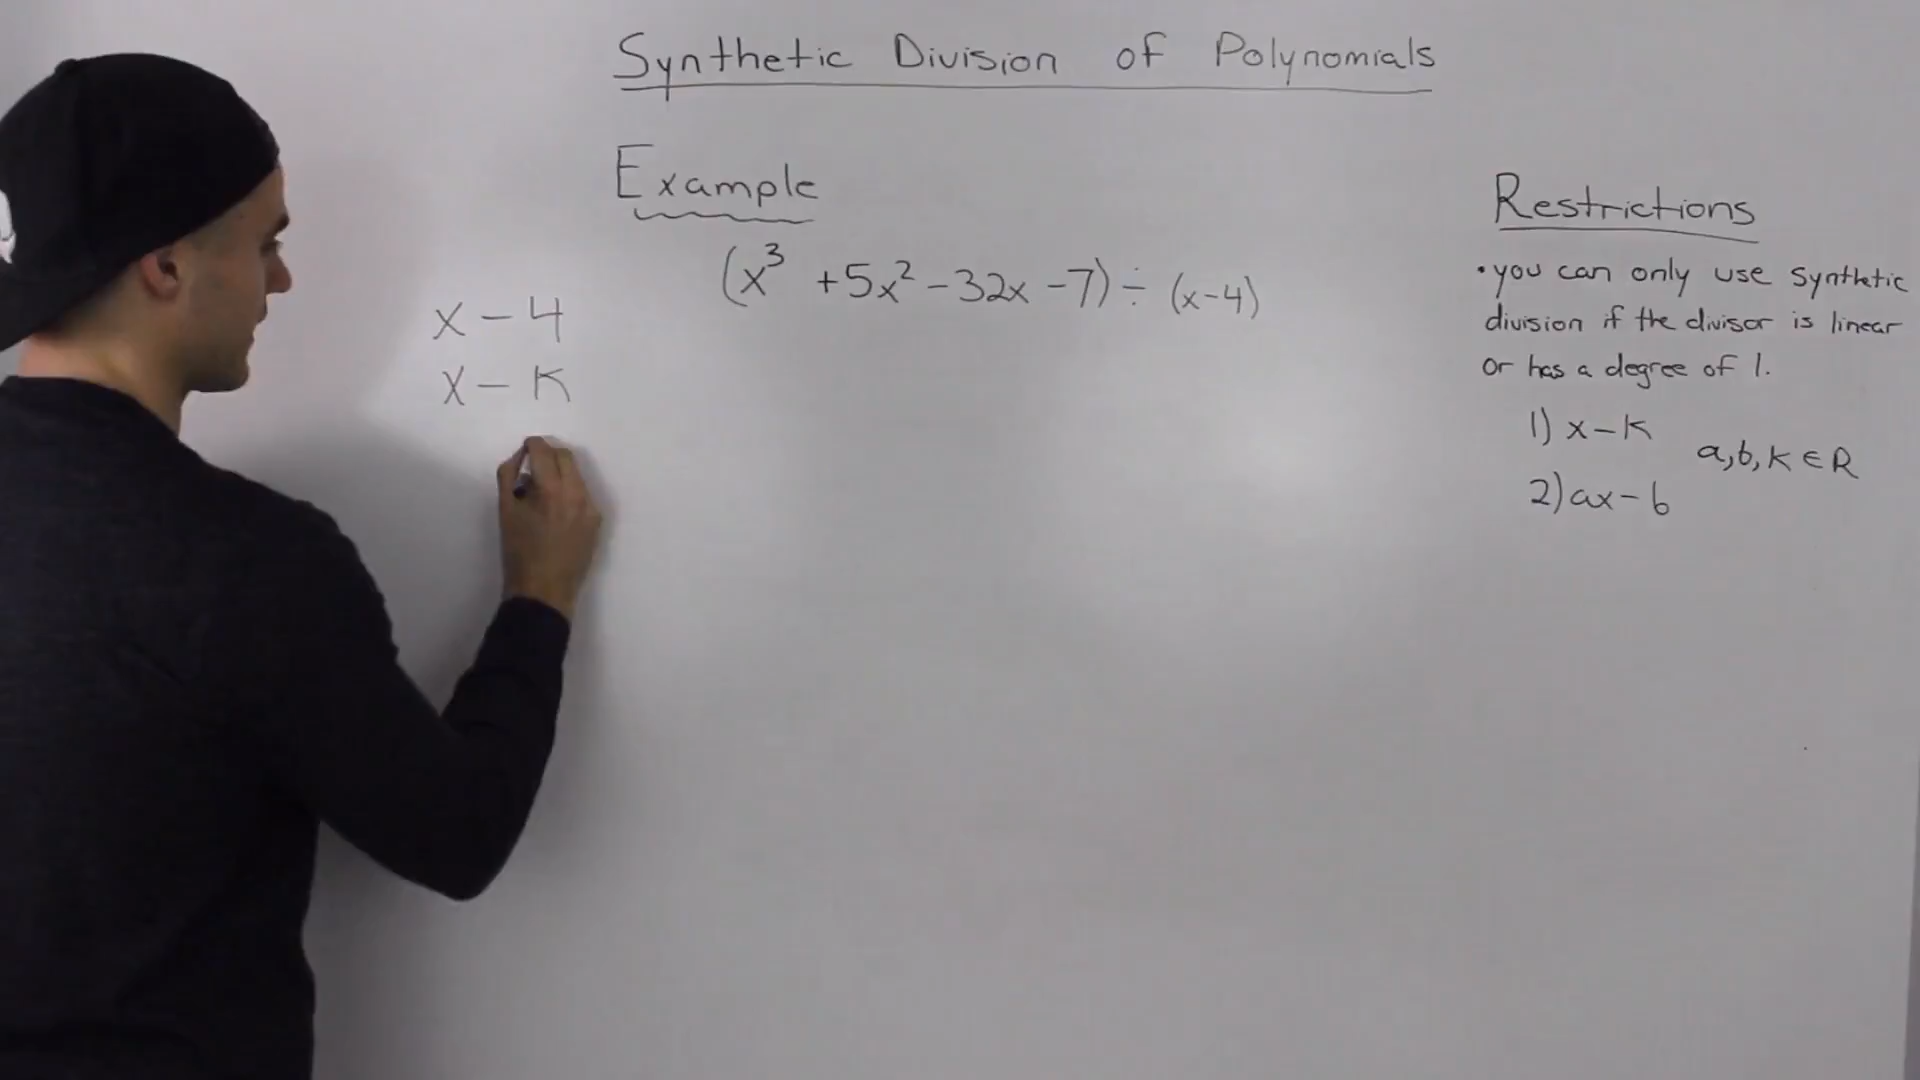 Synthetic Division of Polynomials
Example
(x³ +5x² -32x -7) ÷ (x-4)
x - 4
x - K
Restrictions
• you can only use synthetic
division if the divisor is linear
or has a degree of 1.
1) x-K
a,b,K ∈ R
2) ax - b